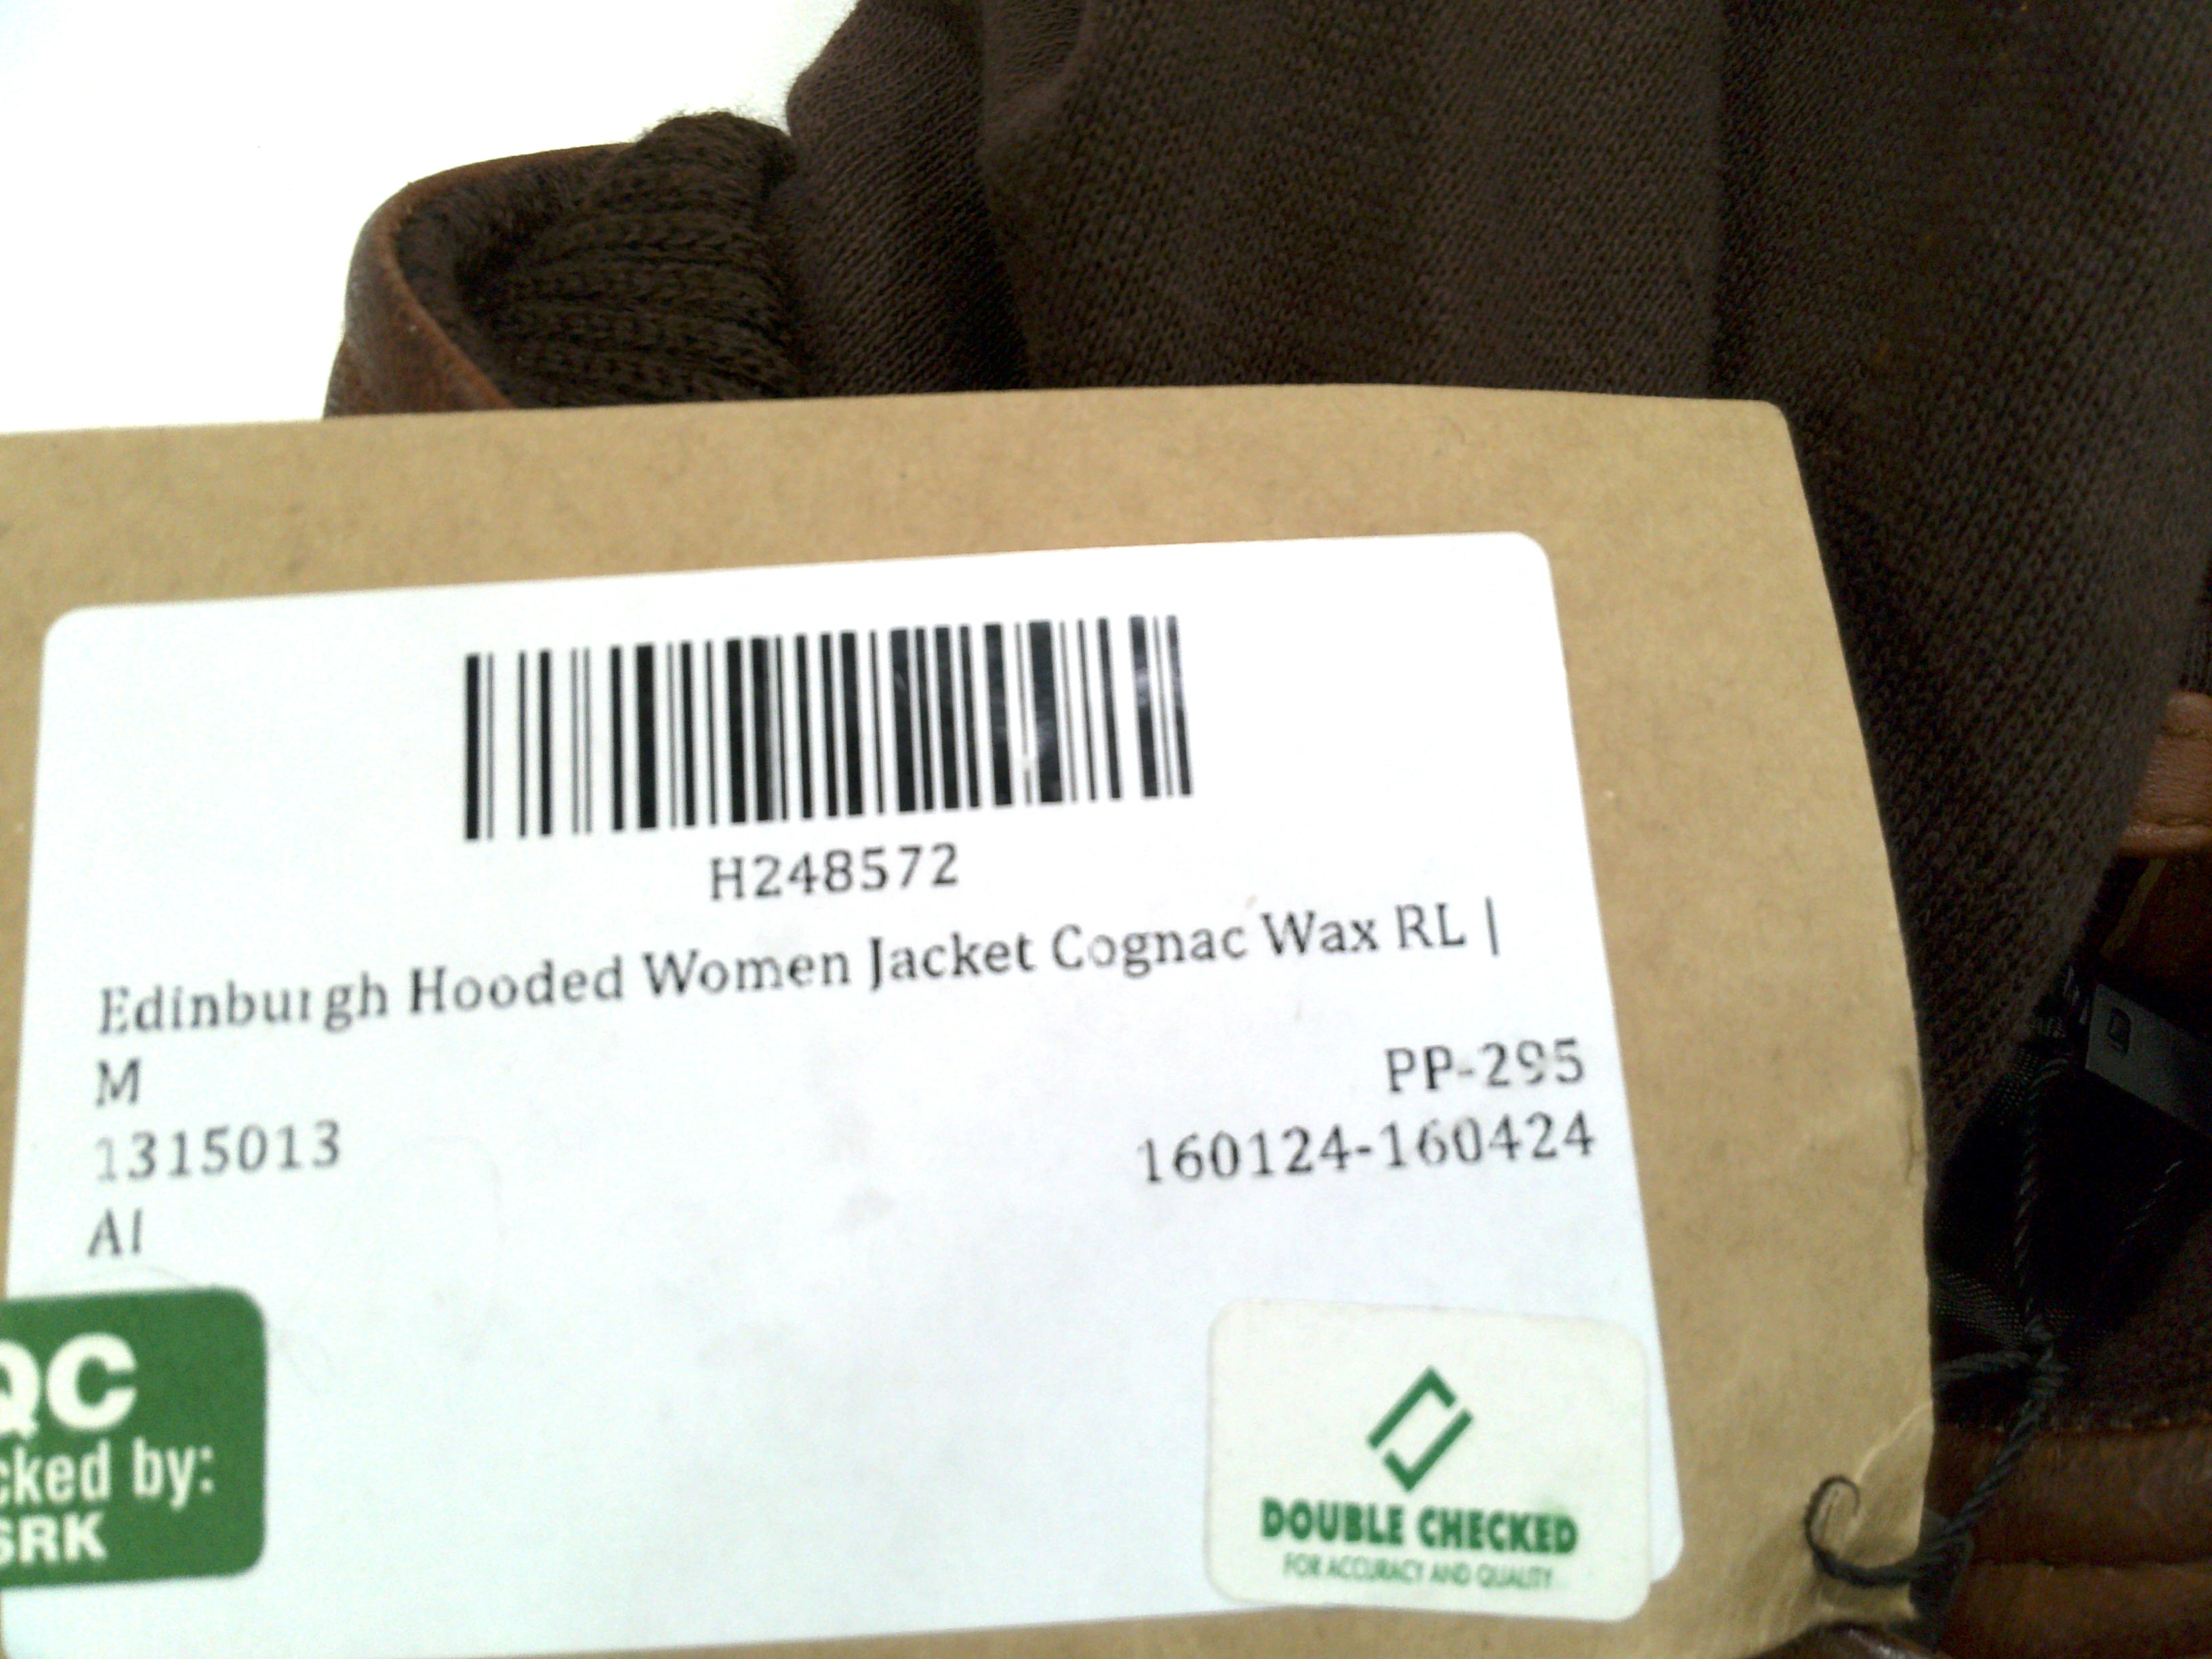 H248572
Edinburgh Hooded Women Jacket Cognac Wax RL |
M
PP-295
1315013
160124-160424
AI
QC
cked by:
SRK
DOUBLE CHECKED
FOR ACCURACY AND QUALITY